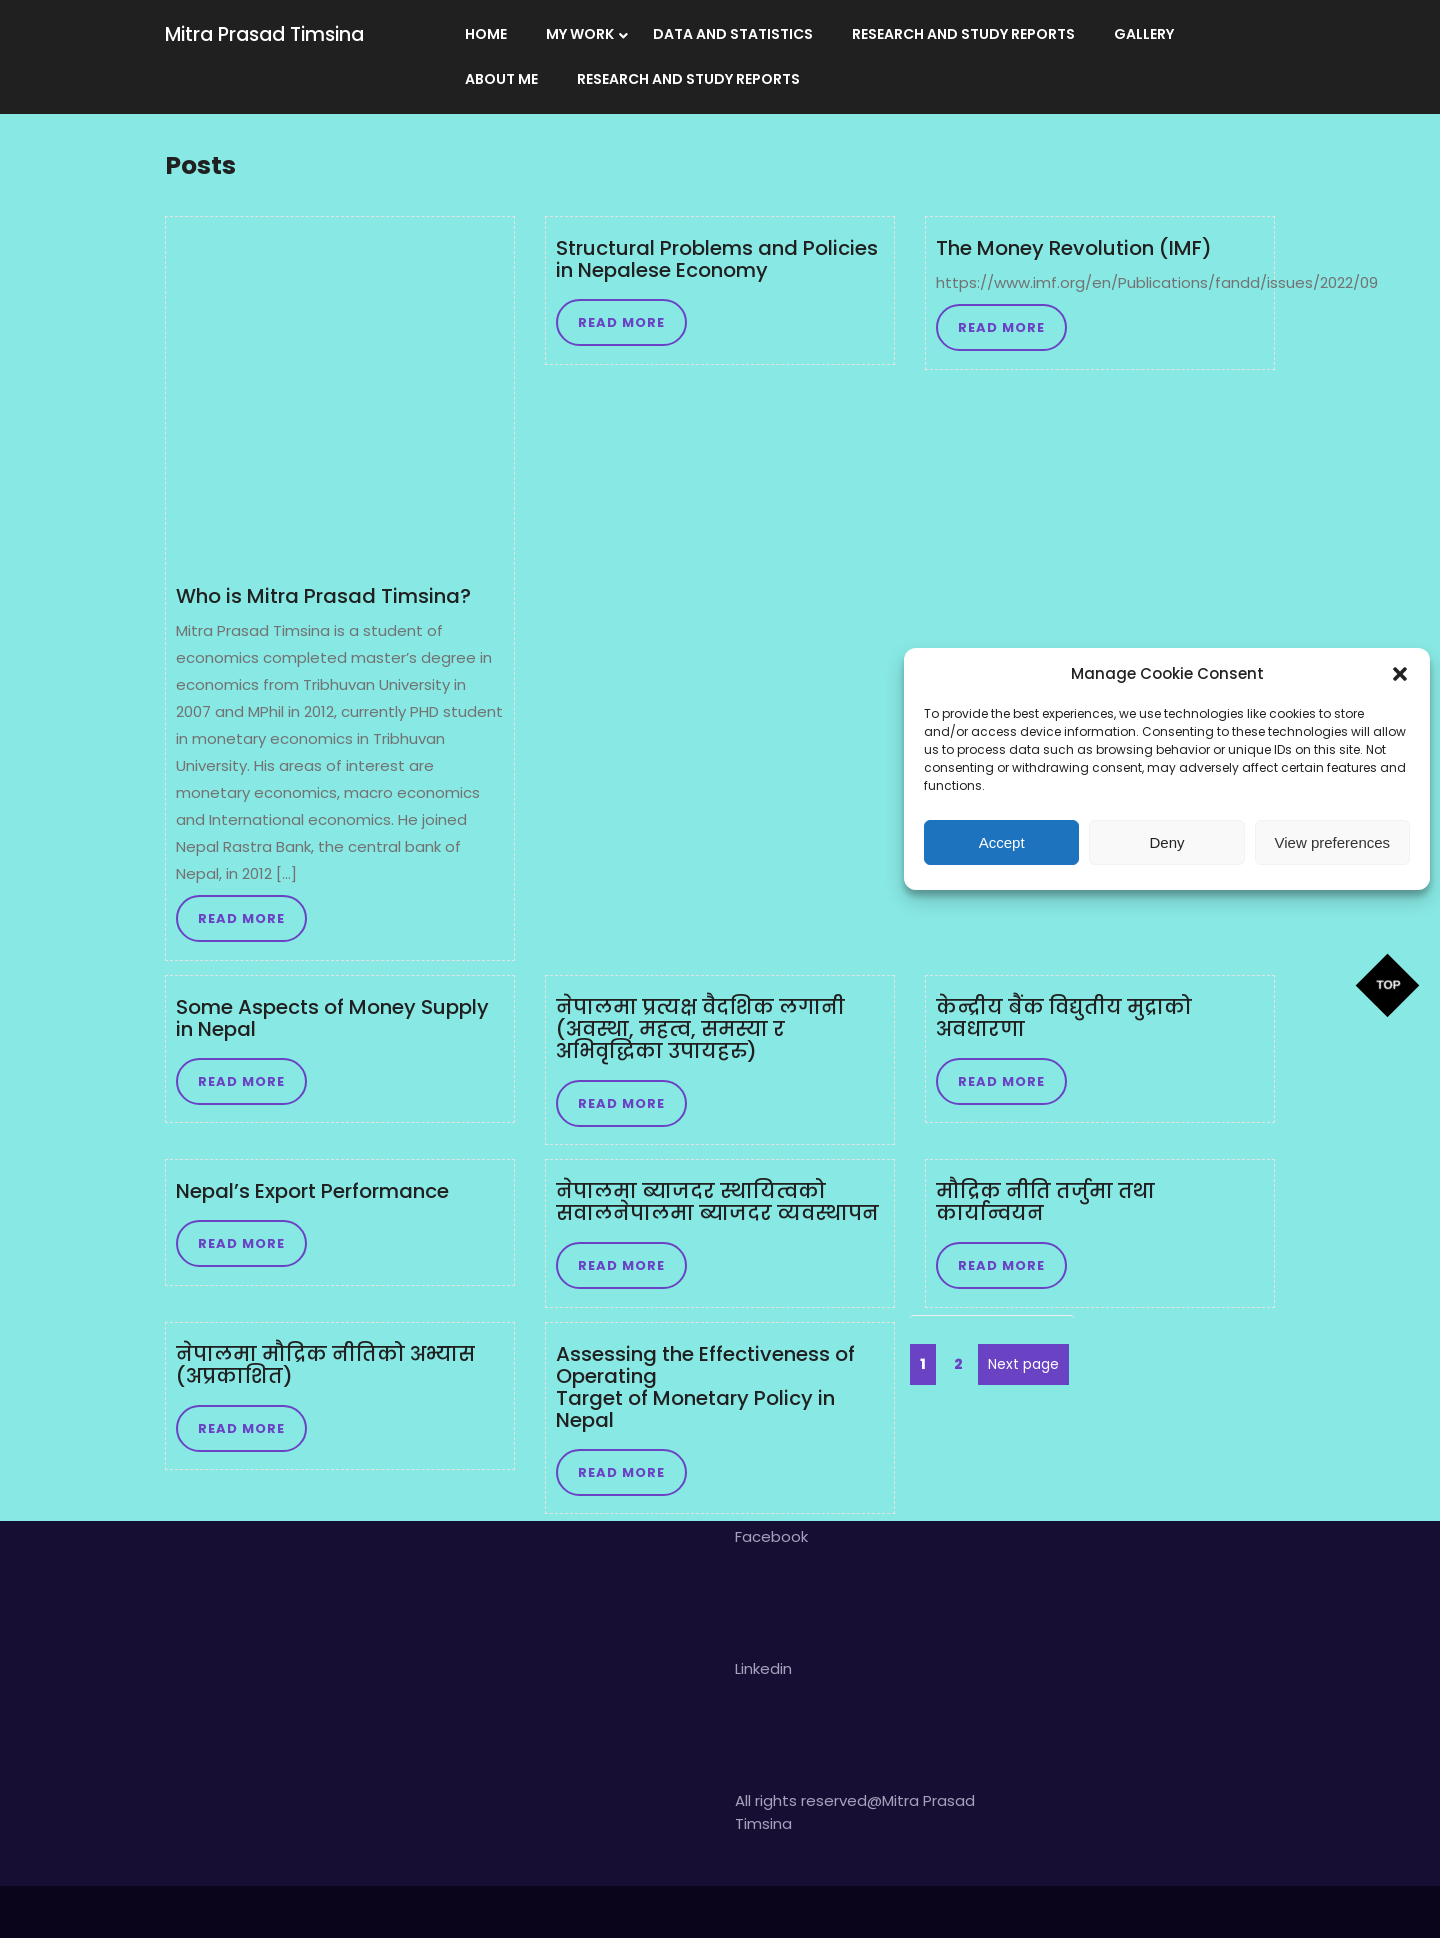 Mitra Prasad Timsina
HOME
MY WORK
DATA AND STATISTICS
RESEARCH AND STUDY REPORTS
GALLERY
ABOUT ME
RESEARCH AND STUDY REPORTS
Posts
Who is Mitra Prasad Timsina?
Mitra Prasad Timsina is a student of
economics completed master’s degree in
economics from Tribhuvan University in
2007 and MPhil in 2012, currently PHD student
in monetary economics in Tribhuvan
University. His areas of interest are
monetary economics, macro economics
and International economics. He joined
Nepal Rastra Bank, the central bank of
Nepal, in 2012 […]
READ MORE
Structural Problems and Policies
in Nepalese Economy
READ MORE
The Money Revolution (IMF)
https://www.imf.org/en/Publications/fandd/issues/2022/09
READ MORE
Manage Cookie Consent
To provide the best experiences, we use technologies like cookies to store
and/or access device information. Consenting to these technologies will allow
us to process data such as browsing behavior or unique IDs on this site. Not
consenting or withdrawing consent, may adversely affect certain features and
functions.
Accept
Deny
View preferences
TOP
Some Aspects of Money Supply
in Nepal
READ MORE
नेपालमा प्रत्यक्ष वैदशिक लगानी
(अवस्था, महत्व, समस्या र
अभिवृद्धिका उपायहरु)
READ MORE
केन्द्रीय बैंक विद्युतीय मुद्राको
अवधारणा
READ MORE
Nepal’s Export Performance
READ MORE
नेपालमा ब्याजदर स्थायित्वको
सवालनेपालमा ब्याजदर व्यवस्थापन
READ MORE
मौद्रिक नीति तर्जुमा तथा
कार्यान्वयन
READ MORE
नेपालमा मौद्रिक नीतिको अभ्यास
(अप्रकाशित)
READ MORE
Assessing the Effectiveness of
Operating
Target of Monetary Policy in
Nepal
READ MORE
1
2
Next page
Facebook
Linkedin
All rights reserved@Mitra Prasad
Timsina